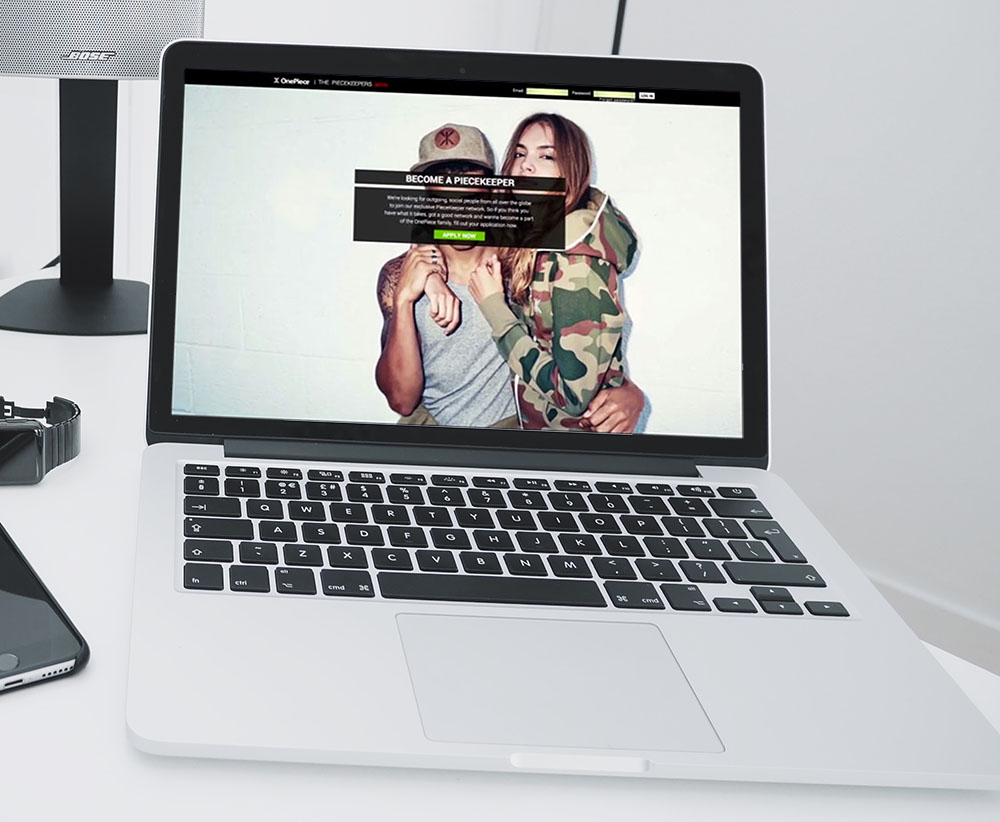 BOSE
OnePiece | THE PIECEKEEPERS
Email
Password
LOG IN
Forgot password?
BECOME A PIECEKEEPER
We're looking for outgoing, social people from all over the globe
to join our exclusive PieceKeeper network. So if you think you
have what it takes, got a good network and wanna become a part
of the OnePiece family, fill out your application now.
APPLY NOW
Q W E R T Y U I O P
A S D F G H J K L
Z X C V B N M
fn ctrl alt cmd cmd alt